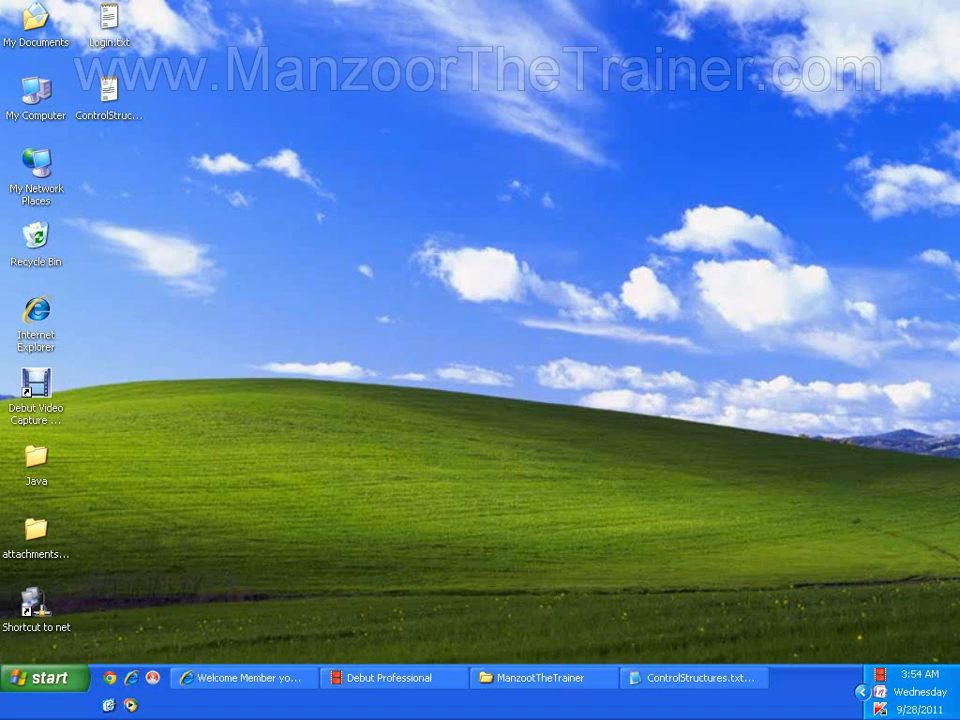 www.ManzoorTheTrainer.com
My Documents
Login.txt
My Computer
ControlStruc...
My Network
Places
Recycle Bin
Internet
Explorer
Debut Video
Capture ...
Java
attachments...
Shortcut to net
start
Welcome Member yo...
Debut Professional
ManzootTheTrainer
ControlStructures.txt...
3:54 AM
Wednesday
9/28/2011